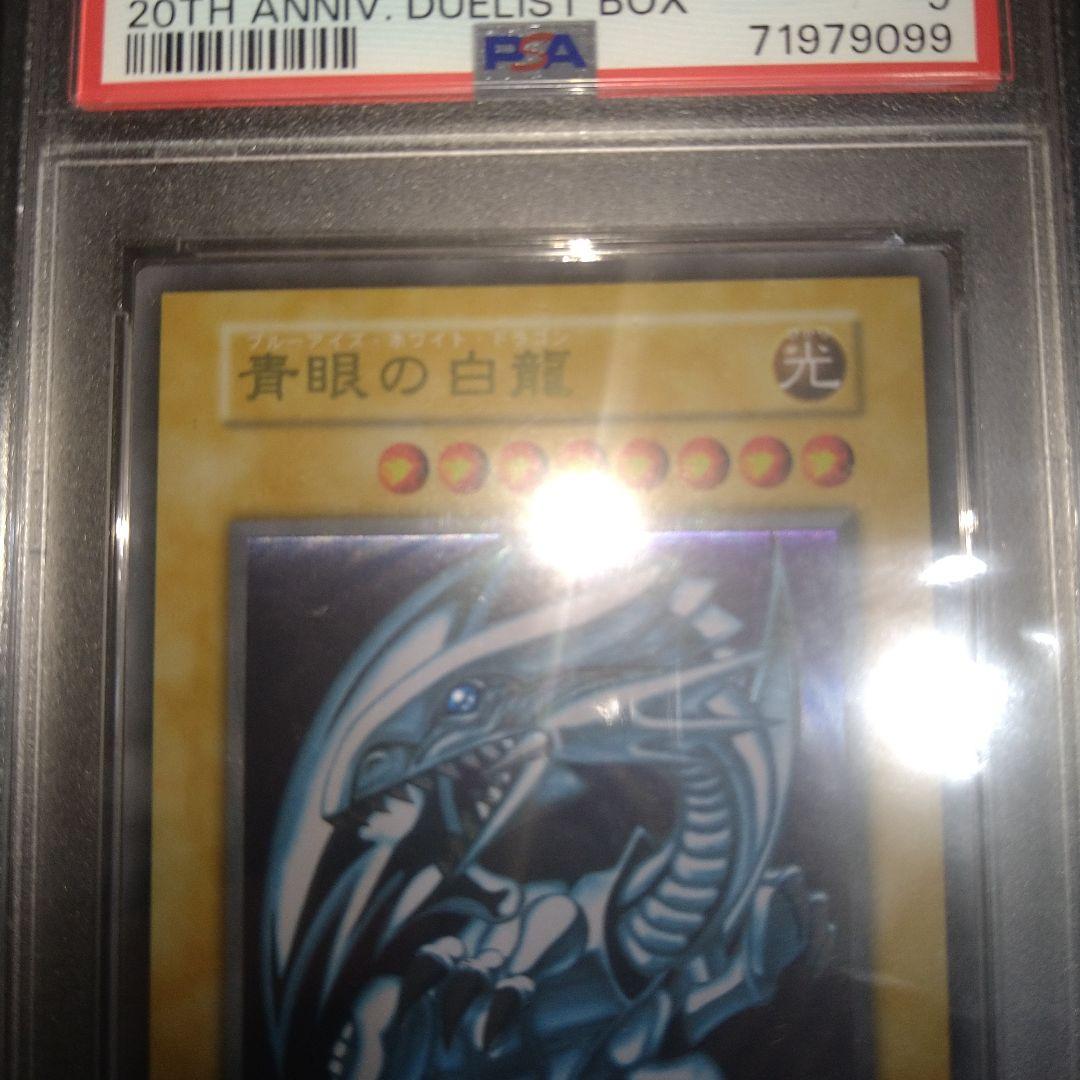 20TH ANNIV. DUELIST BOX 9
PSA
71979099
ブルーアイズ・ホワイト・ドラゴン
青眼の白龍
光